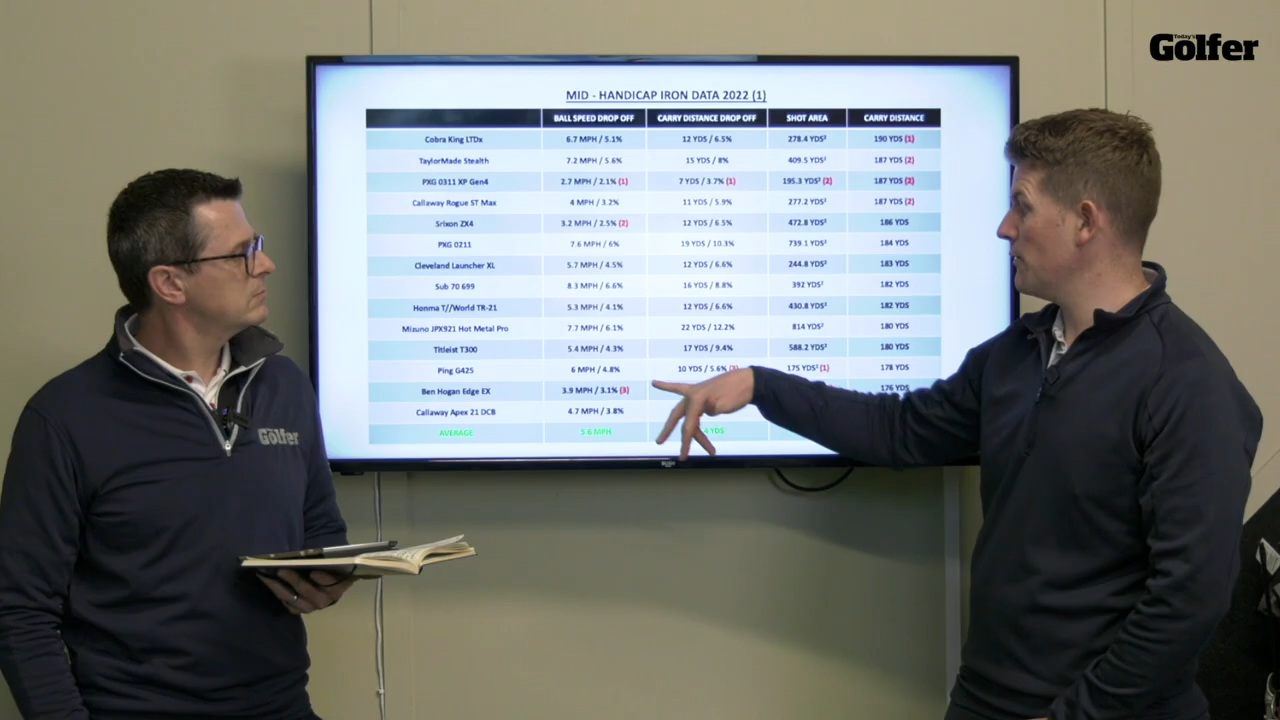 Today's
Golfer
MID - HANDICAP IRON DATA 2022 (1)
BALL SPEED DROP OFF CARRY DISTANCE DROP OFF SHOT AREA CARRY DISTANCE
Cobra King LTDx 6.7 MPH / 5.1% 12 YDS / 6.5% 278.4 YDS² 190 YDS (1)
TaylorMade Stealth 7.2 MPH / 5.6% 15 YDS / 8% 409.5 YDS² 187 YDS (2)
PXG 0311 XP Gen4 2.7 MPH / 2.1% (1) 7 YDS / 3.7% (1) 195.3 YDS² (2) 187 YDS (2)
Callaway Rogue ST Max 4 MPH / 3.2% 11 YDS / 5.9% 277.2 YDS² 187 YDS (2)
Srixon ZX4 3.2 MPH / 2.5% (2) 12 YDS / 6.5% 472.8 YDS² 186 YDS
PXG 0211 7.6 MPH / 6% 19 YDS / 10.3% 739.1 YDS² 184 YDS
Cleveland Launcher XL 5.7 MPH / 4.5% 12 YDS / 6.6% 244.8 YDS² 183 YDS
Sub 70 699 8.3 MPH / 6.6% 16 YDS / 8.8% 392 YDS² 182 YDS
Honma T//World TR-21 5.3 MPH / 4.1% 12 YDS / 6.6% 430.8 YDS² 182 YDS
Mizuno JPX921 Hot Metal Pro 7.7 MPH / 6.1% 22 YDS / 12.2% 814 YDS² 180 YDS
Titleist T300 5.4 MPH / 4.3% 17 YDS / 9.4% 588.2 YDS² 180 YDS
Ping G425 6 MPH / 4.8% 10 YDS / 5.6% 175 YDS² (1) 178 YDS
Ben Hogan Edge EX 3.9 MPH / 3.1% (3) 176 YDS
Callaway Apex 21 DCB 4.7 MPH / 3.8%
AVERAGE 5.6 MPH YDS
Golfer